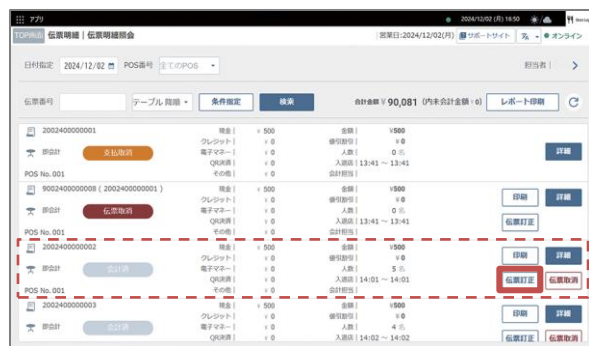 アプリ 2024/12/02 (月) 16:50
TOP(R8) 伝票明細 | 伝票明細照会 営業日:2024/12/02(月) サポートサイト オンライン
日付指定 2024/12/02 POS番号 全てのPOS 担当者 |
伝票番号 テーブル 降順 条件指定 検索 合計金額 ¥ 90,081 (内未会計金額 ¥ 0) レポート印刷
2002400000001 現金 | ¥ 500 金額 | ¥500
クレジット | ¥ 0 値引割引 | ¥ 0
即会計 支払取消 電子マネー | ¥ 0 人数 | 0 名 詳細
QR決済 | ¥ 0 入退店 | 13:41 ~ 13:41
POS No. 001 その他 | ¥ 0 会計担当 |
9002400000008 ( 2002400000001 ) 現金 | ¥ 500 金額 | ¥500
クレジット | ¥ 0 値引割引 | ¥ 0 印刷 詳細
即会計 伝票取消 電子マネー | ¥ 0 人数 | 0 名
QR決済 | ¥ 0 入退店 | 13:41 ~ 13:41 伝票訂正
POS No. 001 その他 | ¥ 0 会計担当 |
2002400000002 現金 | ¥ 500 金額 | ¥500
クレジット | ¥ 0 値引割引 | ¥ 0 印刷 詳細
即会計 会計済 電子マネー | ¥ 0 人数 | 5 名
QR決済 | ¥ 0 入退店 | 14:01 ~ 14:01 伝票訂正 伝票取消
POS No. 001 その他 | ¥ 0 会計担当 |
2002400000003 現金 | ¥ 500 金額 | ¥500
クレジット | ¥ 0 値引割引 | ¥ 0 印刷 詳細
即会計 会計済 電子マネー | ¥ 0 人数 | 4 名
QR決済 | ¥ 0 入退店 | 14:02 ~ 14:02 伝票訂正 伝票取消